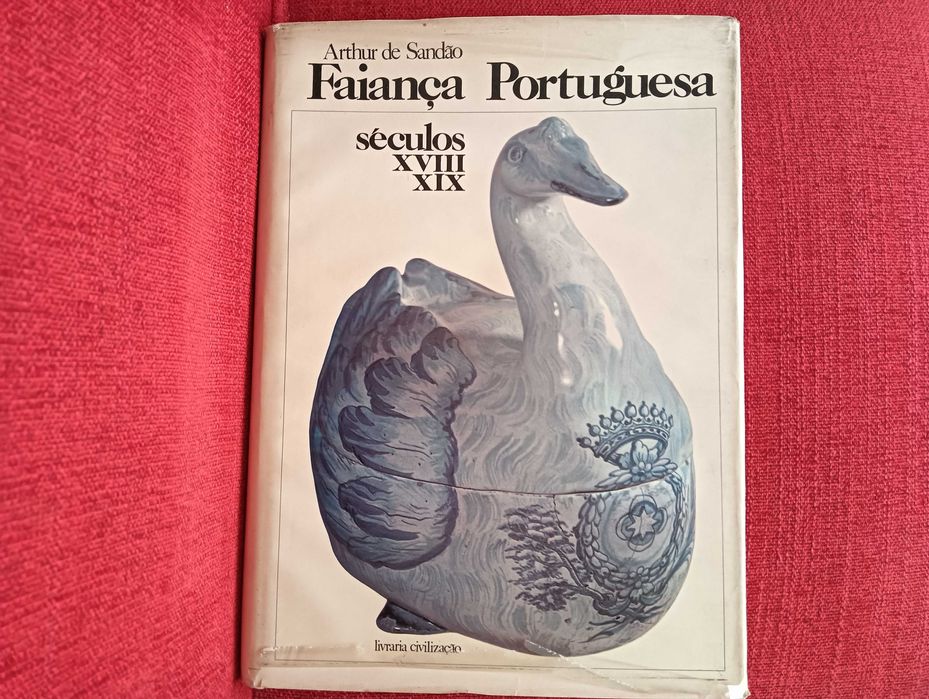 Arthur de Sandão
Faiança Portuguesa
séculos
XVIII
XIX
livraria civilização